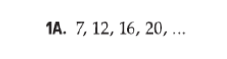 1A. 7, 12, 16, 20, ...